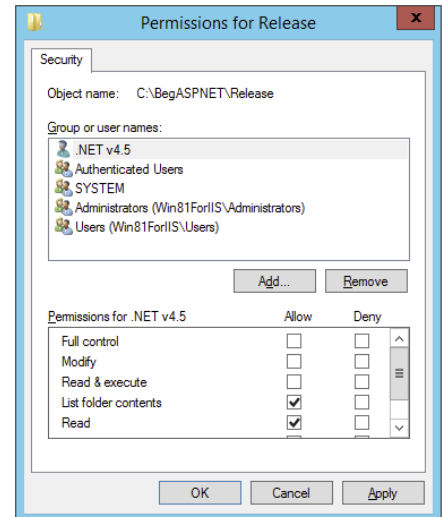 Permissions for Release
x
Security
Object name: C:\BegASPNET\Release
Group or user names:
.NET v4.5
Authenticated Users
SYSTEM
Administrators (Win81ForIIS\Administrators)
Users (Win81ForIIS\Users)
Add... Remove
Permissions for .NET v4.5 Allow Deny
Full control
Modify
Read & execute
List folder contents
Read
OK Cancel Apply